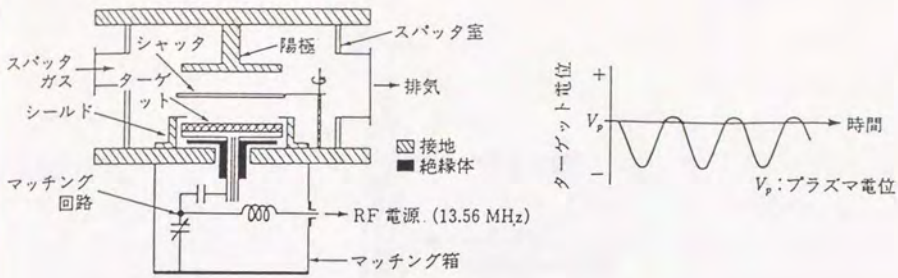 シャッタ
陽極
スパッタ室
スパッタ
ガス
ターゲ
ット
シールド
排気
接地
絶縁体
マッチング
回路
RF 電源. (13.56 MHz)
マッチング箱
ターゲット電位
+
Vp
−
時間
Vp:プラズマ電位